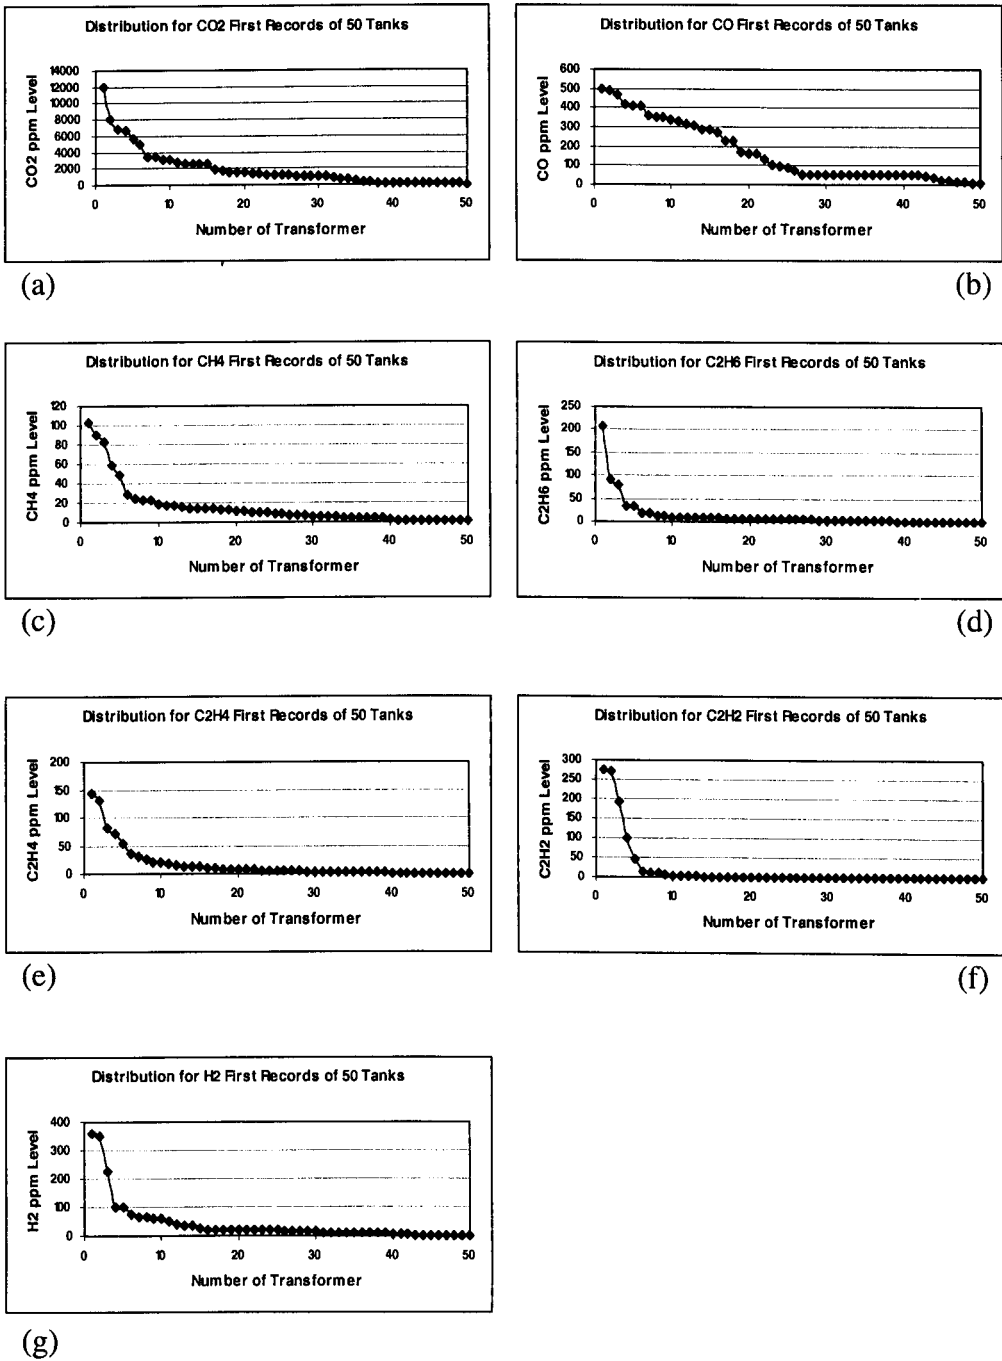 Distribution for CO2 First Records of 50 Tanks
CO2 ppm Level
14000
12000
10000
8000
6000
4000
2000
0
0 10 20 30 40 50
Number of Transformer
(a)
Distribution for CO First Records of 50 Tanks
CO ppm Level
600
500
400
300
200
100
0
0 10 20 30 40 50
Number of Transformer
(b)
Distribution for CH4 First Records of 50 Tanks
CH4 ppm Level
120
100
80
60
40
20
0
0 10 20 30 40 50
Number of Transformer
(c)
Distribution for C2H6 First Records of 50 Tanks
C2H6 ppm Level
250
200
150
100
50
0
0 10 20 30 40 50
Number of Transformer
(d)
Distribution for C2H4 First Records of 50 Tanks
C2H4 ppm Level
200
150
100
50
0
0 10 20 30 40 50
Number of Transformer
(e)
Distribution for C2H2 First Records of 50 Tanks
C2H2 ppm Level
300
250
200
150
100
50
0
0 10 20 30 40 50
Number of Transformer
(f)
Distribution for H2 First Records of 50 Tanks
H2 ppm Level
400
300
200
100
0
0 10 20 30 40 50
Number of Transformer
(g)